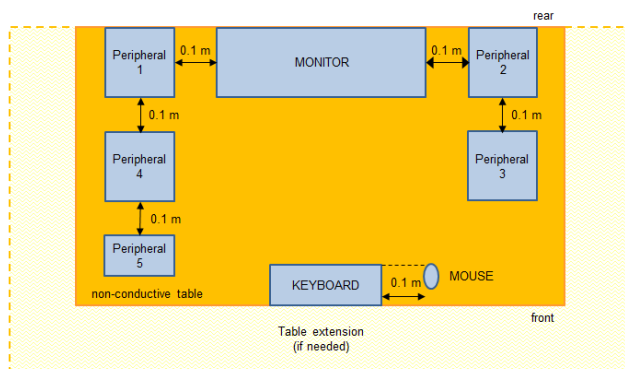 rear
Peripheral
1
0.1 m
MONITOR
0.1 m
Peripheral
2
0.1 m
0.1 m
Peripheral
4
Peripheral
3
0.1 m
Peripheral
5
non-conductive table
KEYBOARD
0.1 m
MOUSE
front
Table extension
(if needed)